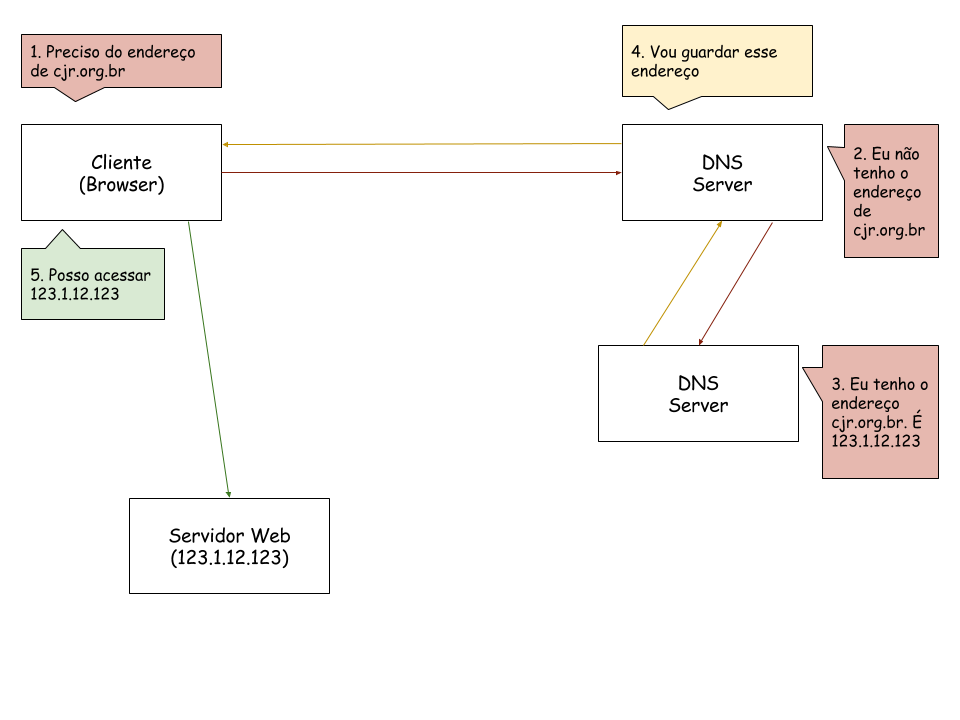 1. Preciso do endereço
de cjr.org.br
4. Vou guardar esse
endereço
Cliente
(Browser)
DNS
Server
2. Eu não
tenho o
endereço
de
cjr.org.br
5. Posso acessar
123.1.12.123
DNS
Server
3. Eu tenho o
endereço
cjr.org.br. É
123.1.12.123
Servidor Web
(123.1.12.123)